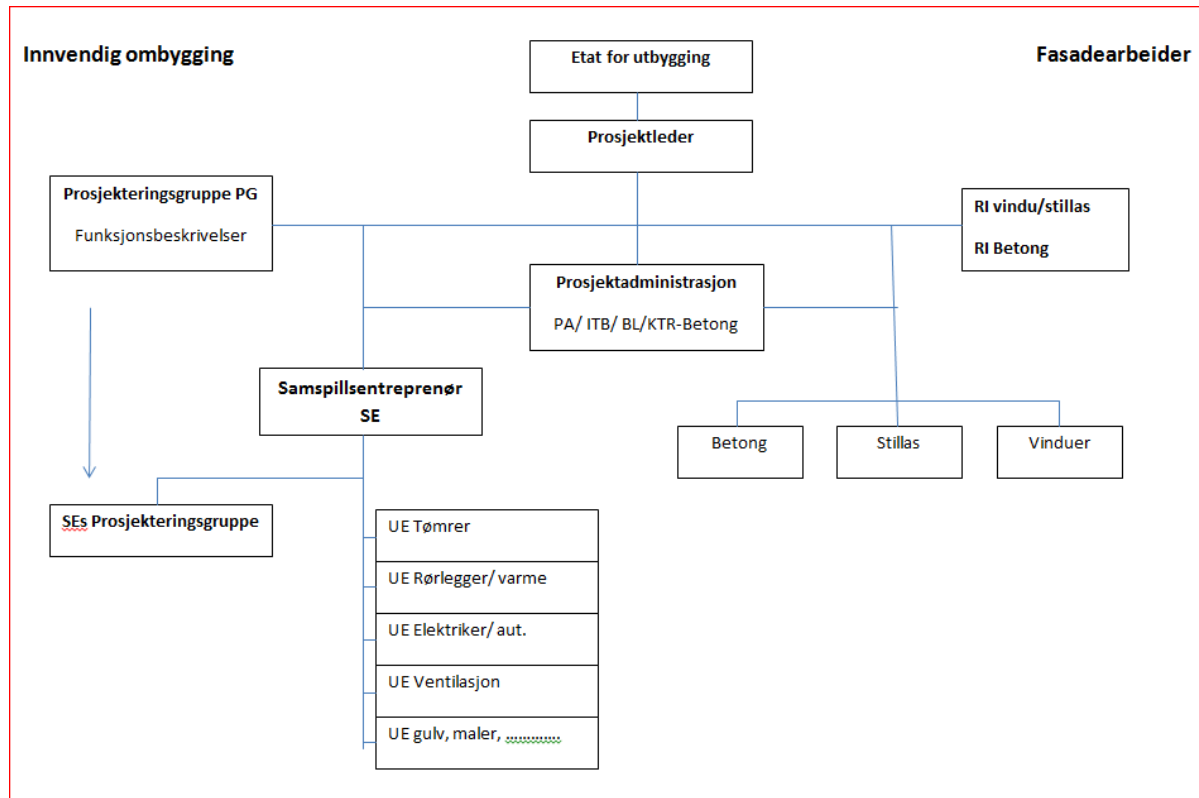 Innvendig ombygging
Etat for utbygging
Fasadearbeider
Prosjektleder
Prosjekteringsgruppe PG
Funksjonsbeskrivelser
RI vindu/stillas
RI Betong
Prosjektadministrasjon
PA/ ITB/ BL/KTR-Betong
Samspillsentreprenør
SE
Betong
Stillas
Vinduer
SEs Prosjekteringsgruppe
UE Tømrer
UE Rørlegger/ varme
UE Elektriker/ aut.
UE Ventilasjon
UE gulv, maler, .............